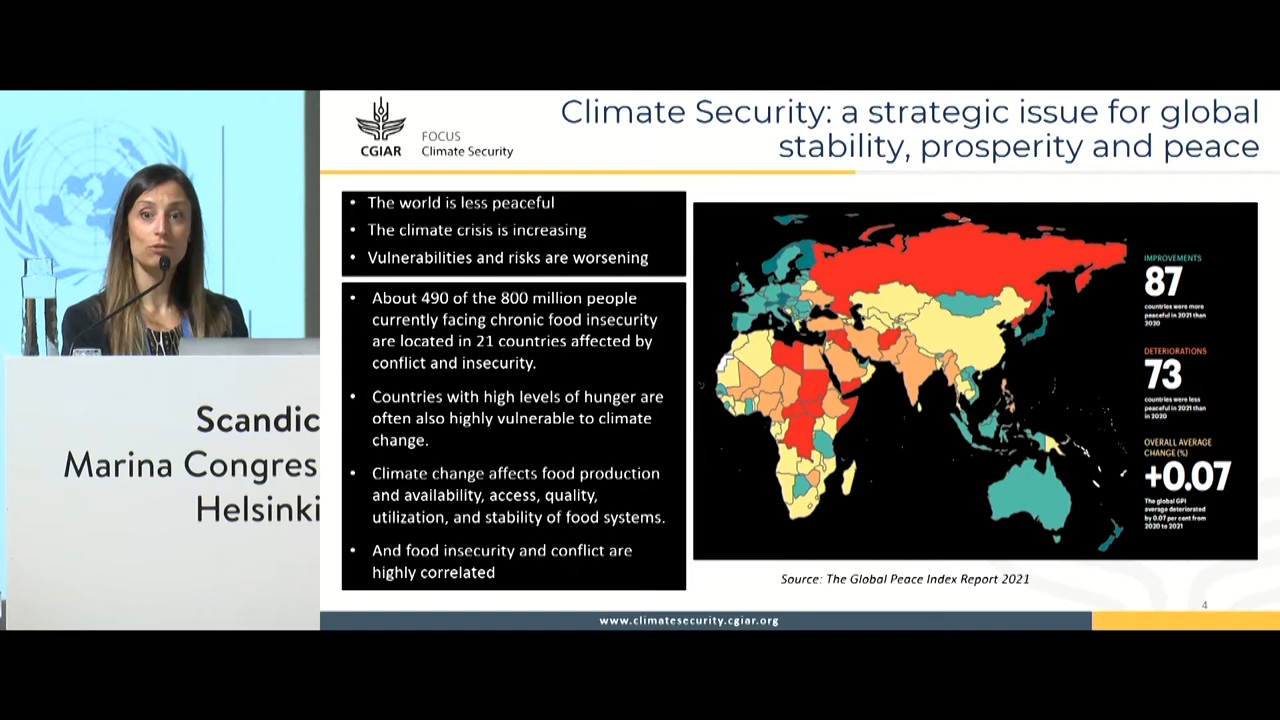 Scandic
Marina Congres
Helsinki
CGIAR
FOCUS
Climate Security
Climate Security: a strategic issue for global
stability, prosperity and peace
• The world is less peaceful
• The climate crisis is increasing
• Vulnerabilities and risks are worsening
• About 490 of the 800 million people
currently facing chronic food insecurity
are located in 21 countries affected by
conflict and insecurity.
• Countries with high levels of hunger are
often also highly vulnerable to climate
change.
• Climate change affects food production
and availability, access, quality,
utilization, and stability of food systems.
• And food insecurity and conflict are
highly correlated
IMPROVEMENTS
87
countries were more
peaceful in 2021 than
2020
DETERIORATIONS
73
countries were less
peaceful in 2021 than
in 2020
OVERALL AVERAGE
CHANGE (%)
+0.07
The global GPI
average deteriorated
by 0.07 per cent from
2020 to 2021
Source: The Global Peace Index Report 2021
4
www.climatesecurity.cgiar.org